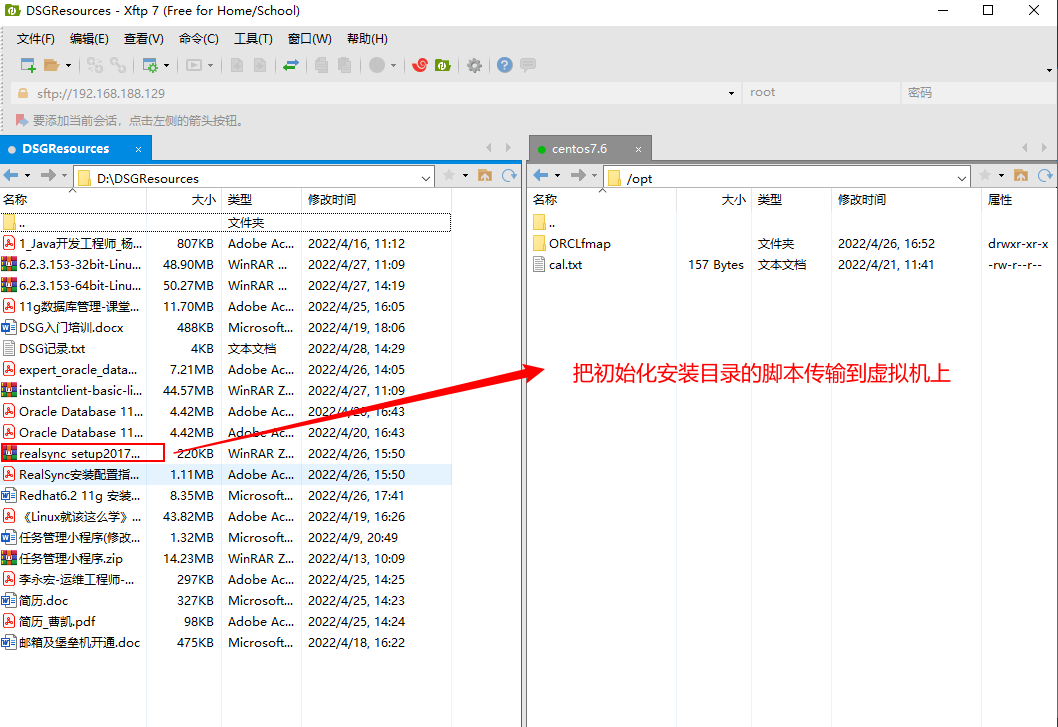 DSGResources - Xftp 7 (Free for Home/School)
文件(F) 编辑(E) 查看(V) 命令(C) 工具(T) 窗口(W) 帮助(H)
sftp://192.168.188.129 root 密码
要添加当前会话，点击左侧的箭头按钮。
DSGResources × centos7.6 ×
D:\DSGResources /opt
名称 大小 类型 修改时间 名称 大小 类型 修改时间 属性
.. 文件夹 ..
1_Java开发工程师_杨... 807KB Adobe Ac... 2022/4/16, 11:12 ORCLfmap 文件夹 2022/4/26, 16:52 drwxr-xr-x
6.2.3.153-32bit-Linu... 48.90MB WinRAR ... 2022/4/27, 11:09 cal.txt 157 Bytes 文本文档 2022/4/21, 11:41 -rw-r--r--
6.2.3.153-64bit-Linu... 50.27MB WinRAR ... 2022/4/27, 14:19
11g数据库管理-课堂... 11.70MB Adobe Ac... 2022/4/25, 16:05
DSG入门培训.docx 488KB Microsoft... 2022/4/19, 18:06
DSG记录.txt 4KB 文本文档 2022/4/28, 14:29
expert_oracle_data... 7.21MB Adobe Ac... 2022/4/26, 14:05
把初始化安装目录的脚本传输到虚拟机上
instantclient-basic-li... 44.57MB WinRAR Z... 2022/4/27, 11:09
Oracle Database 11... 4.42MB Adobe Ac... 2022/4/20, 16:43
Oracle Database 11... 4.42MB Adobe Ac... 2022/4/20, 16:43
realsync setup2017... 220KB WinRAR Z... 2022/4/26, 15:50
RealSync安装配置指... 1.11MB Adobe Ac... 2022/4/26, 15:50
Redhat6.2 11g 安装... 8.35MB Microsoft... 2022/4/26, 17:41
《Linux就该这么学》... 43.82MB Adobe Ac... 2022/4/19, 16:26
任务管理小程序(修改... 1.32MB Microsoft... 2022/4/9, 20:49
任务管理小程序.zip 14.23MB WinRAR Z... 2022/4/13, 10:09
李永宏-运维工程师-... 297KB Adobe Ac... 2022/4/25, 14:25
简历.doc 327KB Microsoft... 2022/4/25, 14:23
简历_曹凯.pdf 98KB Adobe Ac... 2022/4/25, 14:24
邮箱及堡垒机开通.doc 475KB Microsoft... 2022/4/18, 16:22